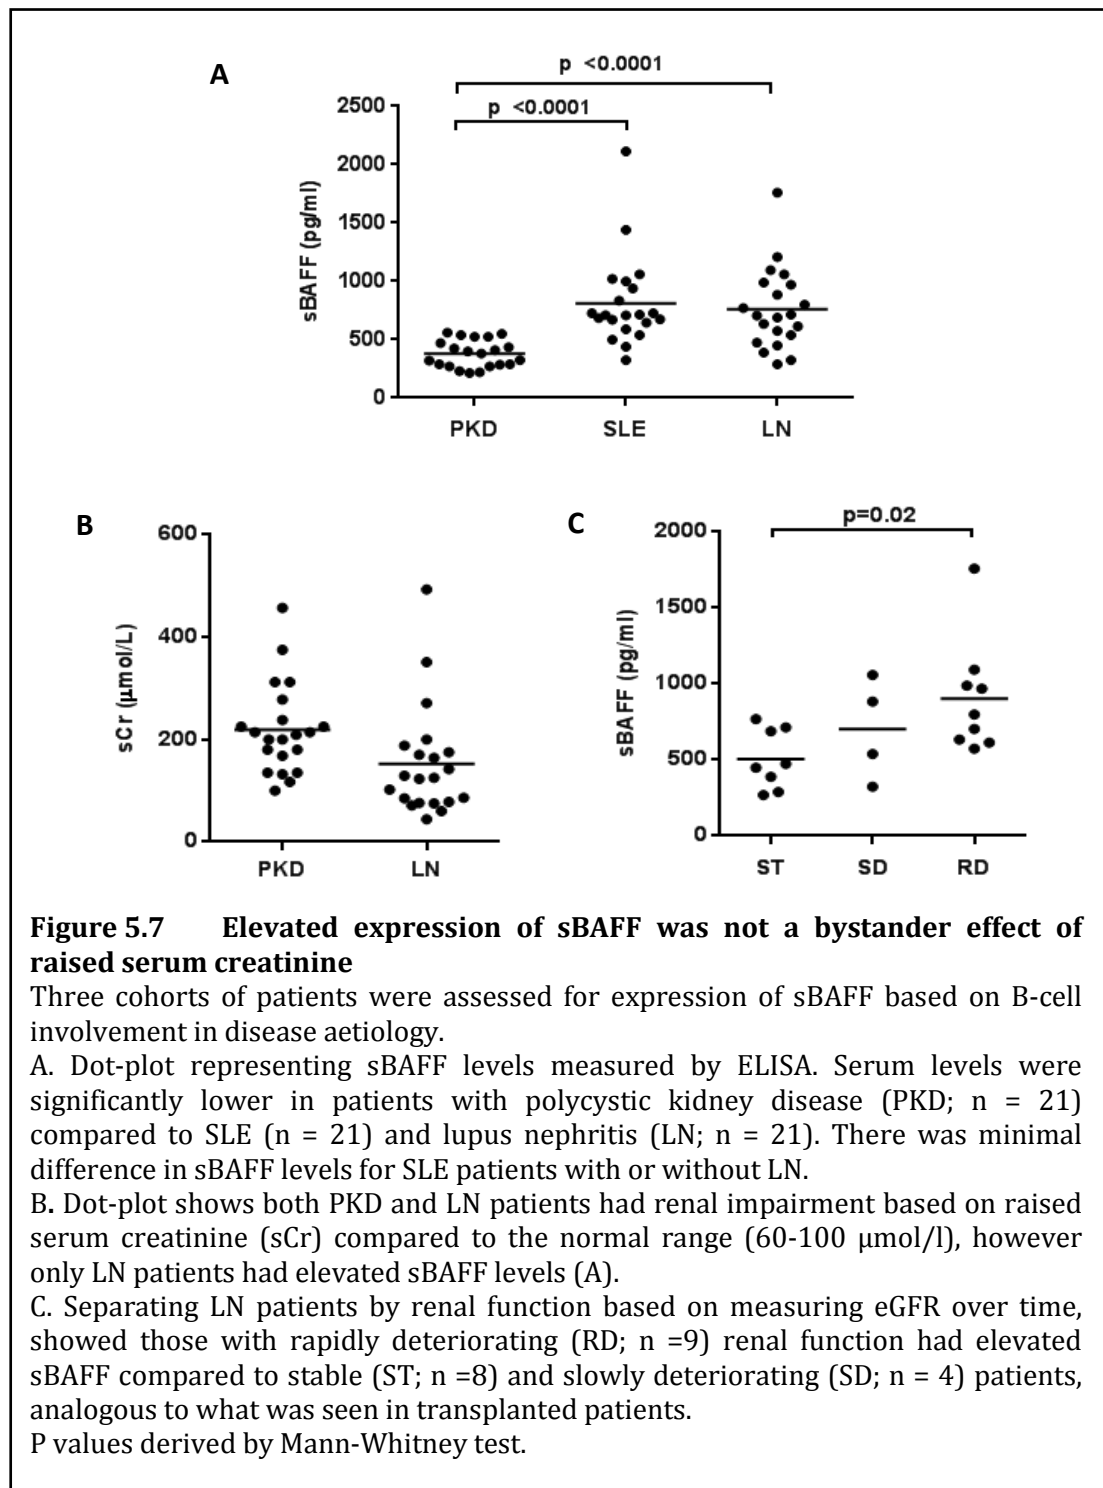 A
p <0.0001
p <0.0001
2500
2000
1500
1000
500
0
sBAFF (pg/ml)
PKD SLE LN
B
600
400
200
0
sCr (µmol/L)
PKD LN
C
p=0.02
2000
1500
1000
500
0
sBAFF (pg/ml)
ST SD RD
Figure 5.7 Elevated expression of sBAFF was not a bystander effect of
raised serum creatinine
Three cohorts of patients were assessed for expression of sBAFF based on B-cell
involvement in disease aetiology.
A. Dot-plot representing sBAFF levels measured by ELISA. Serum levels were
significantly lower in patients with polycystic kidney disease (PKD; n = 21)
compared to SLE (n = 21) and lupus nephritis (LN; n = 21). There was minimal
difference in sBAFF levels for SLE patients with or without LN.
B. Dot-plot shows both PKD and LN patients had renal impairment based on raised
serum creatinine (sCr) compared to the normal range (60-100 µmol/l), however
only LN patients had elevated sBAFF levels (A).
C. Separating LN patients by renal function based on measuring eGFR over time,
showed those with rapidly deteriorating (RD; n =9) renal function had elevated
sBAFF compared to stable (ST; n =8) and slowly deteriorating (SD; n = 4) patients,
analogous to what was seen in transplanted patients.
P values derived by Mann-Whitney test.